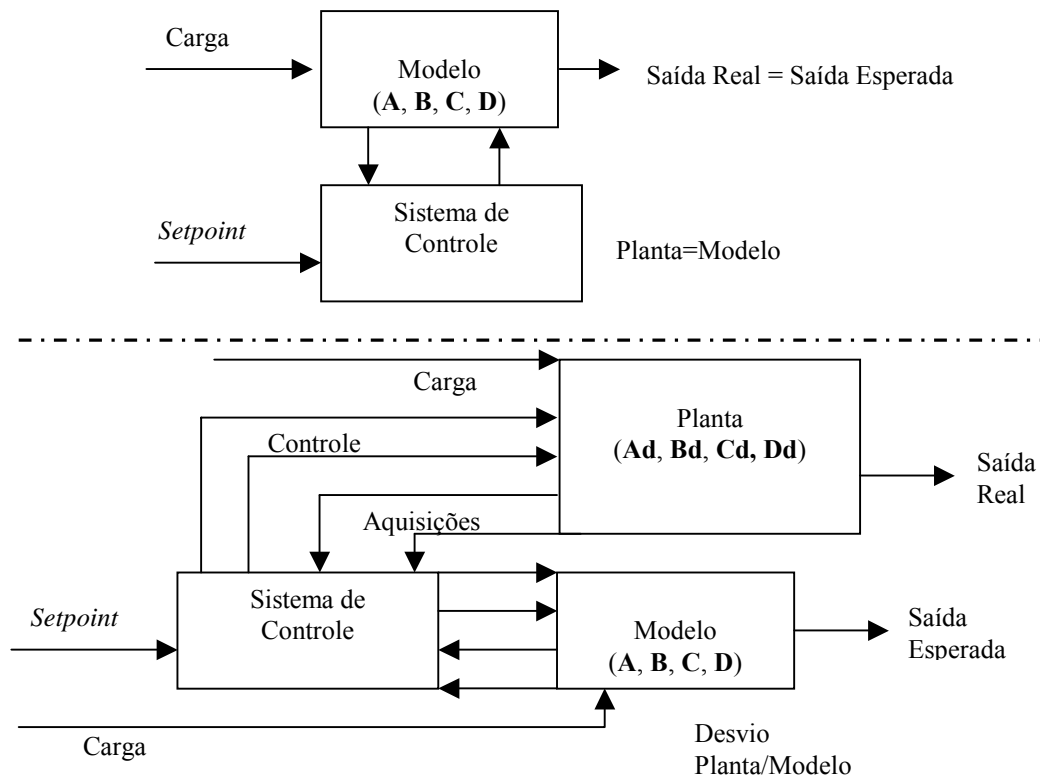 Carga
Modelo
(A, B, C, D)
Saída Real = Saída Esperada
Sistema de
Controle
Setpoint
Planta=Modelo
Carga
Planta
(Ad, Bd, Cd, Dd)
Controle
Saída
Real
Aquisições
Sistema de
Controle
Setpoint
Modelo
(A, B, C, D)
Saída
Esperada
Carga
Desvio
Planta/Modelo